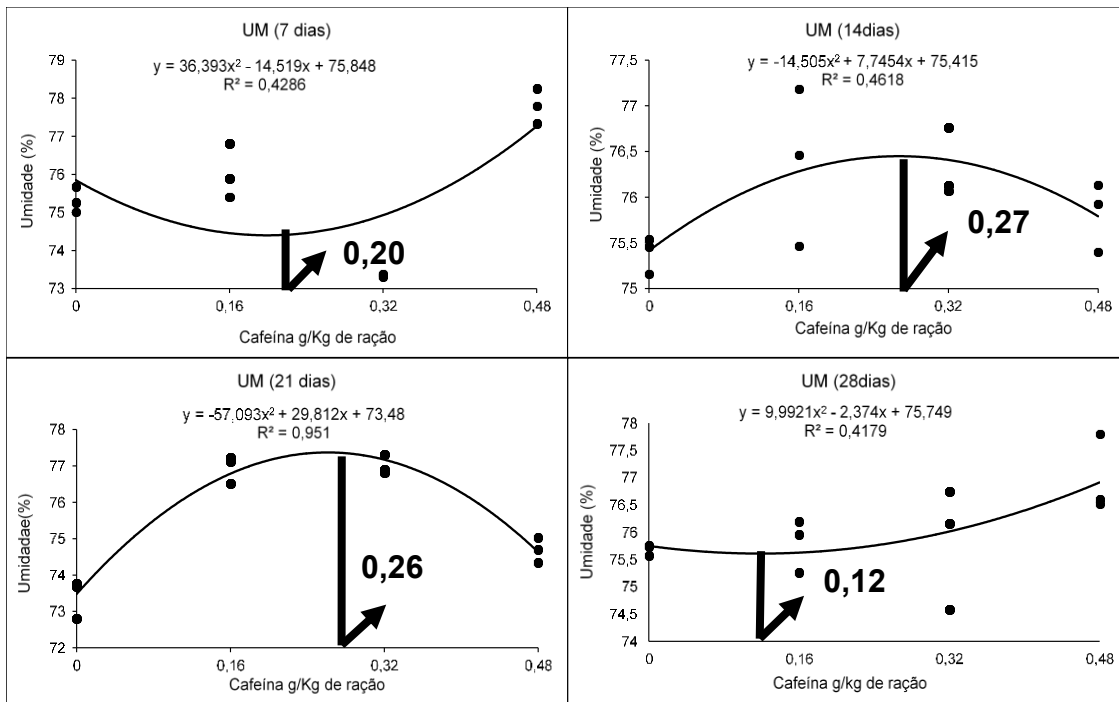 UM (7 dias)
y = 36,393x² - 14,519x + 75,848
R² = 0,4286
79
78
77
76
75
74
73
Umidade (%)
0,20
0
0,16
0,32
0,48
Cafeína g/Kg de ração
UM (14dias)
y = -14,505x² + 7,7454x + 75,415
R² = 0,4618
77,5
77
76,5
76
75,5
75
Umidade (%)
0,27
0
0,16
0,32
0,48
Cafeína g/Kg de ração
UM (21 dias)
y = -57,093x² + 29,812x + 73,48
R² = 0,951
78
77
76
75
74
73
72
Umidadae(%)
0,26
0
0,16
0,32
0,48
Cafeína g/Kg de ração
UM (28dias)
y = 9,9921x² - 2,374x + 75,749
R² = 0,4179
78
77,5
77
76,5
76
75,5
75
74,5
74
Umidade (%)
0,12
0
0,16
0,32
0,48
Cafeína g/kg de ração